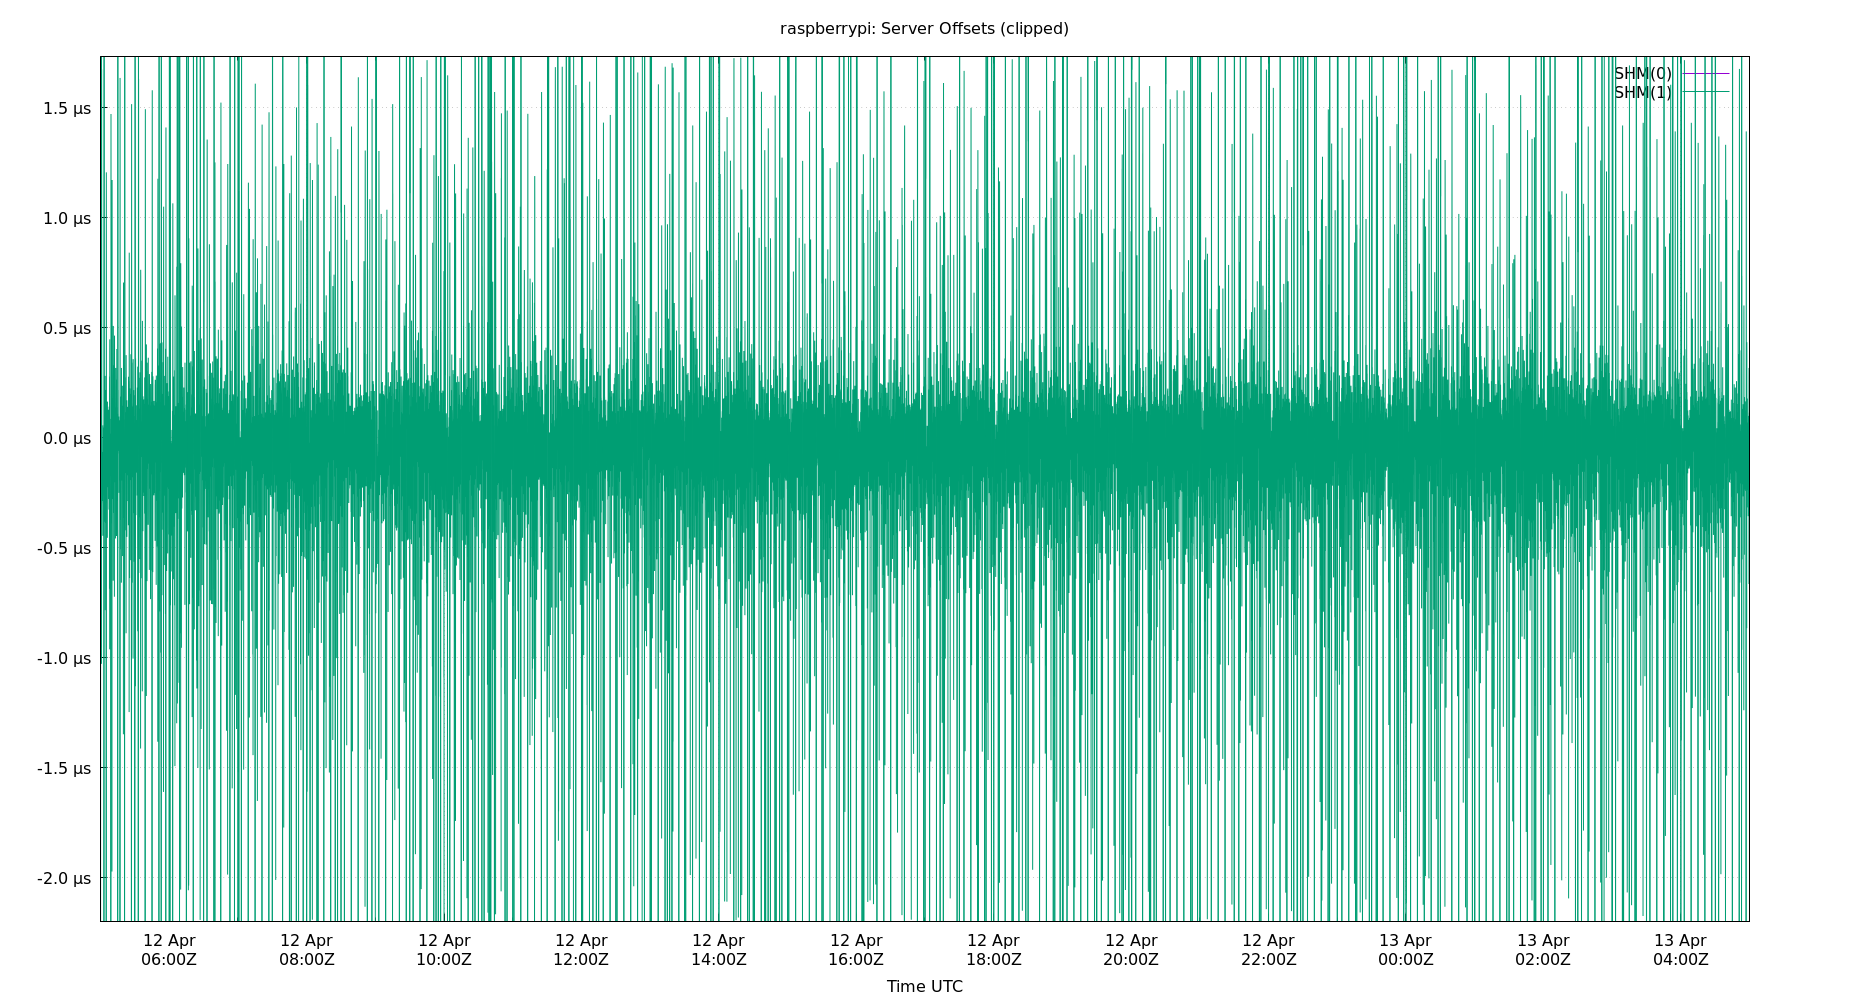 raspberrypi: Server Offsets (clipped)
SHM(0)
SHM(1)
1.5 µs
1.0 µs
0.5 µs
0.0 µs
-0.5 µs
-1.0 µs
-1.5 µs
-2.0 µs
12 Apr 12 Apr 12 Apr 12 Apr 12 Apr 12 Apr 12 Apr 12 Apr 12 Apr 13 Apr 13 Apr 13 Apr
06:00Z 08:00Z 10:00Z 12:00Z 14:00Z 16:00Z 18:00Z 20:00Z 22:00Z 00:00Z 02:00Z 04:00Z
Time UTC